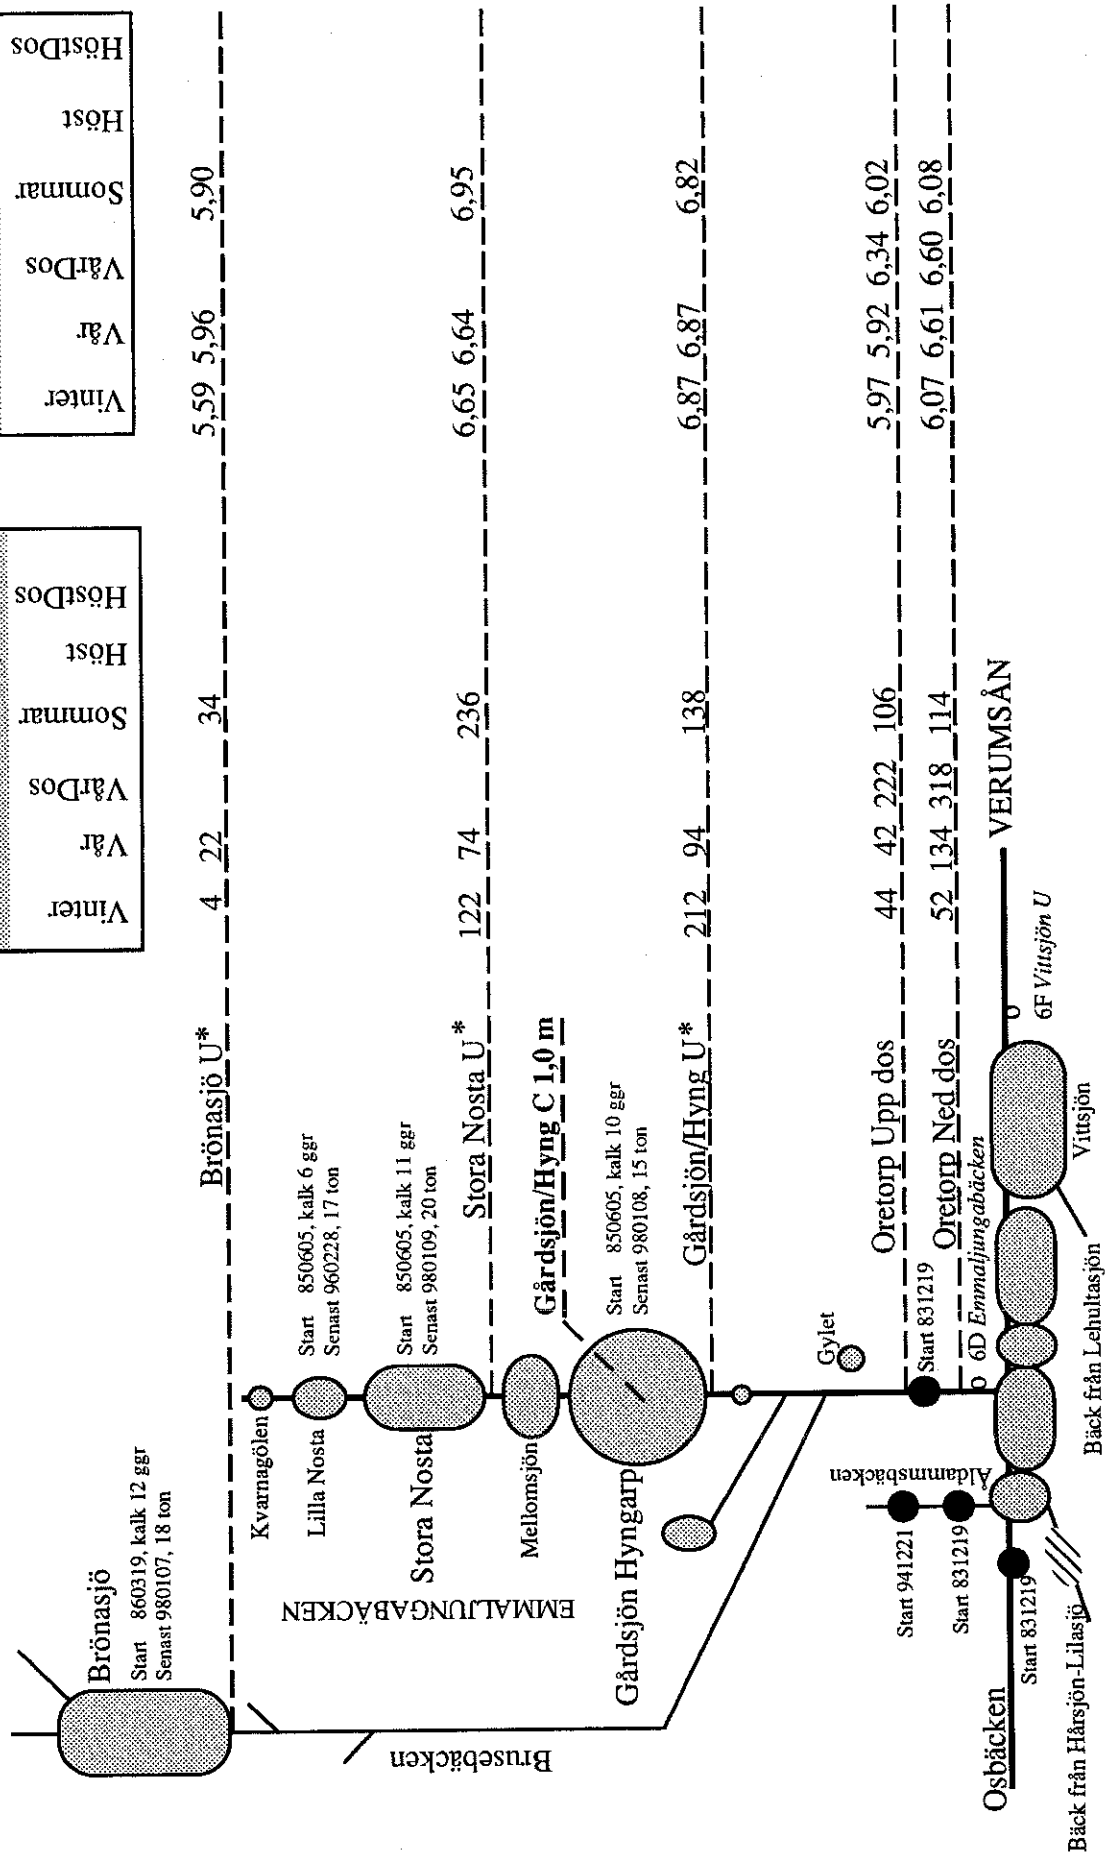 Vinter Vår VårDos Sommar Höst HöstDos
Vinter Vår VårDos Sommar Höst HöstDos
Brönasjö
Start 860319, kalk 12 ggr
Senast 980107, 18 ton
Brönasjö U* 4 22 34 5,59 5,96 5,90
Kvarnagölen
Lilla Nosta
Start 850605, kalk 6 ggr
Senast 960228, 17 ton
Stora Nosta
Start 850605, kalk 11 ggr
Senast 980109, 20 ton
Stora Nosta U* 122 74 236 6,65 6,64 6,95
Mellomsjön
Gårdsjön/Hyng C 1,0 m
Gårdsjön Hyngarp
Start 850605, kalk 10 ggr
Senast 980108, 15 ton
Gårdsjön/Hyng U* 212 94 138 6,87 6,87 6,82
EMMALJUNGABÄCKEN
Brusebäcken
Gylet
Oretorp Upp dos 44 42 222 106 5,97 5,92 6,34 6,02
Start 831219
Oretorp Ned dos 52 134 318 114 6,07 6,61 6,60 6,08
6D Emmaljungabäcken
Åldammsbäcken
Start 941221
Start 831219
Osbäcken
Start 831219
VERUMSÅN
6F Vittsjön U
Vittsjön
Bäck från Lehultasjön
Bäck från Hårsjön-Lilasjö